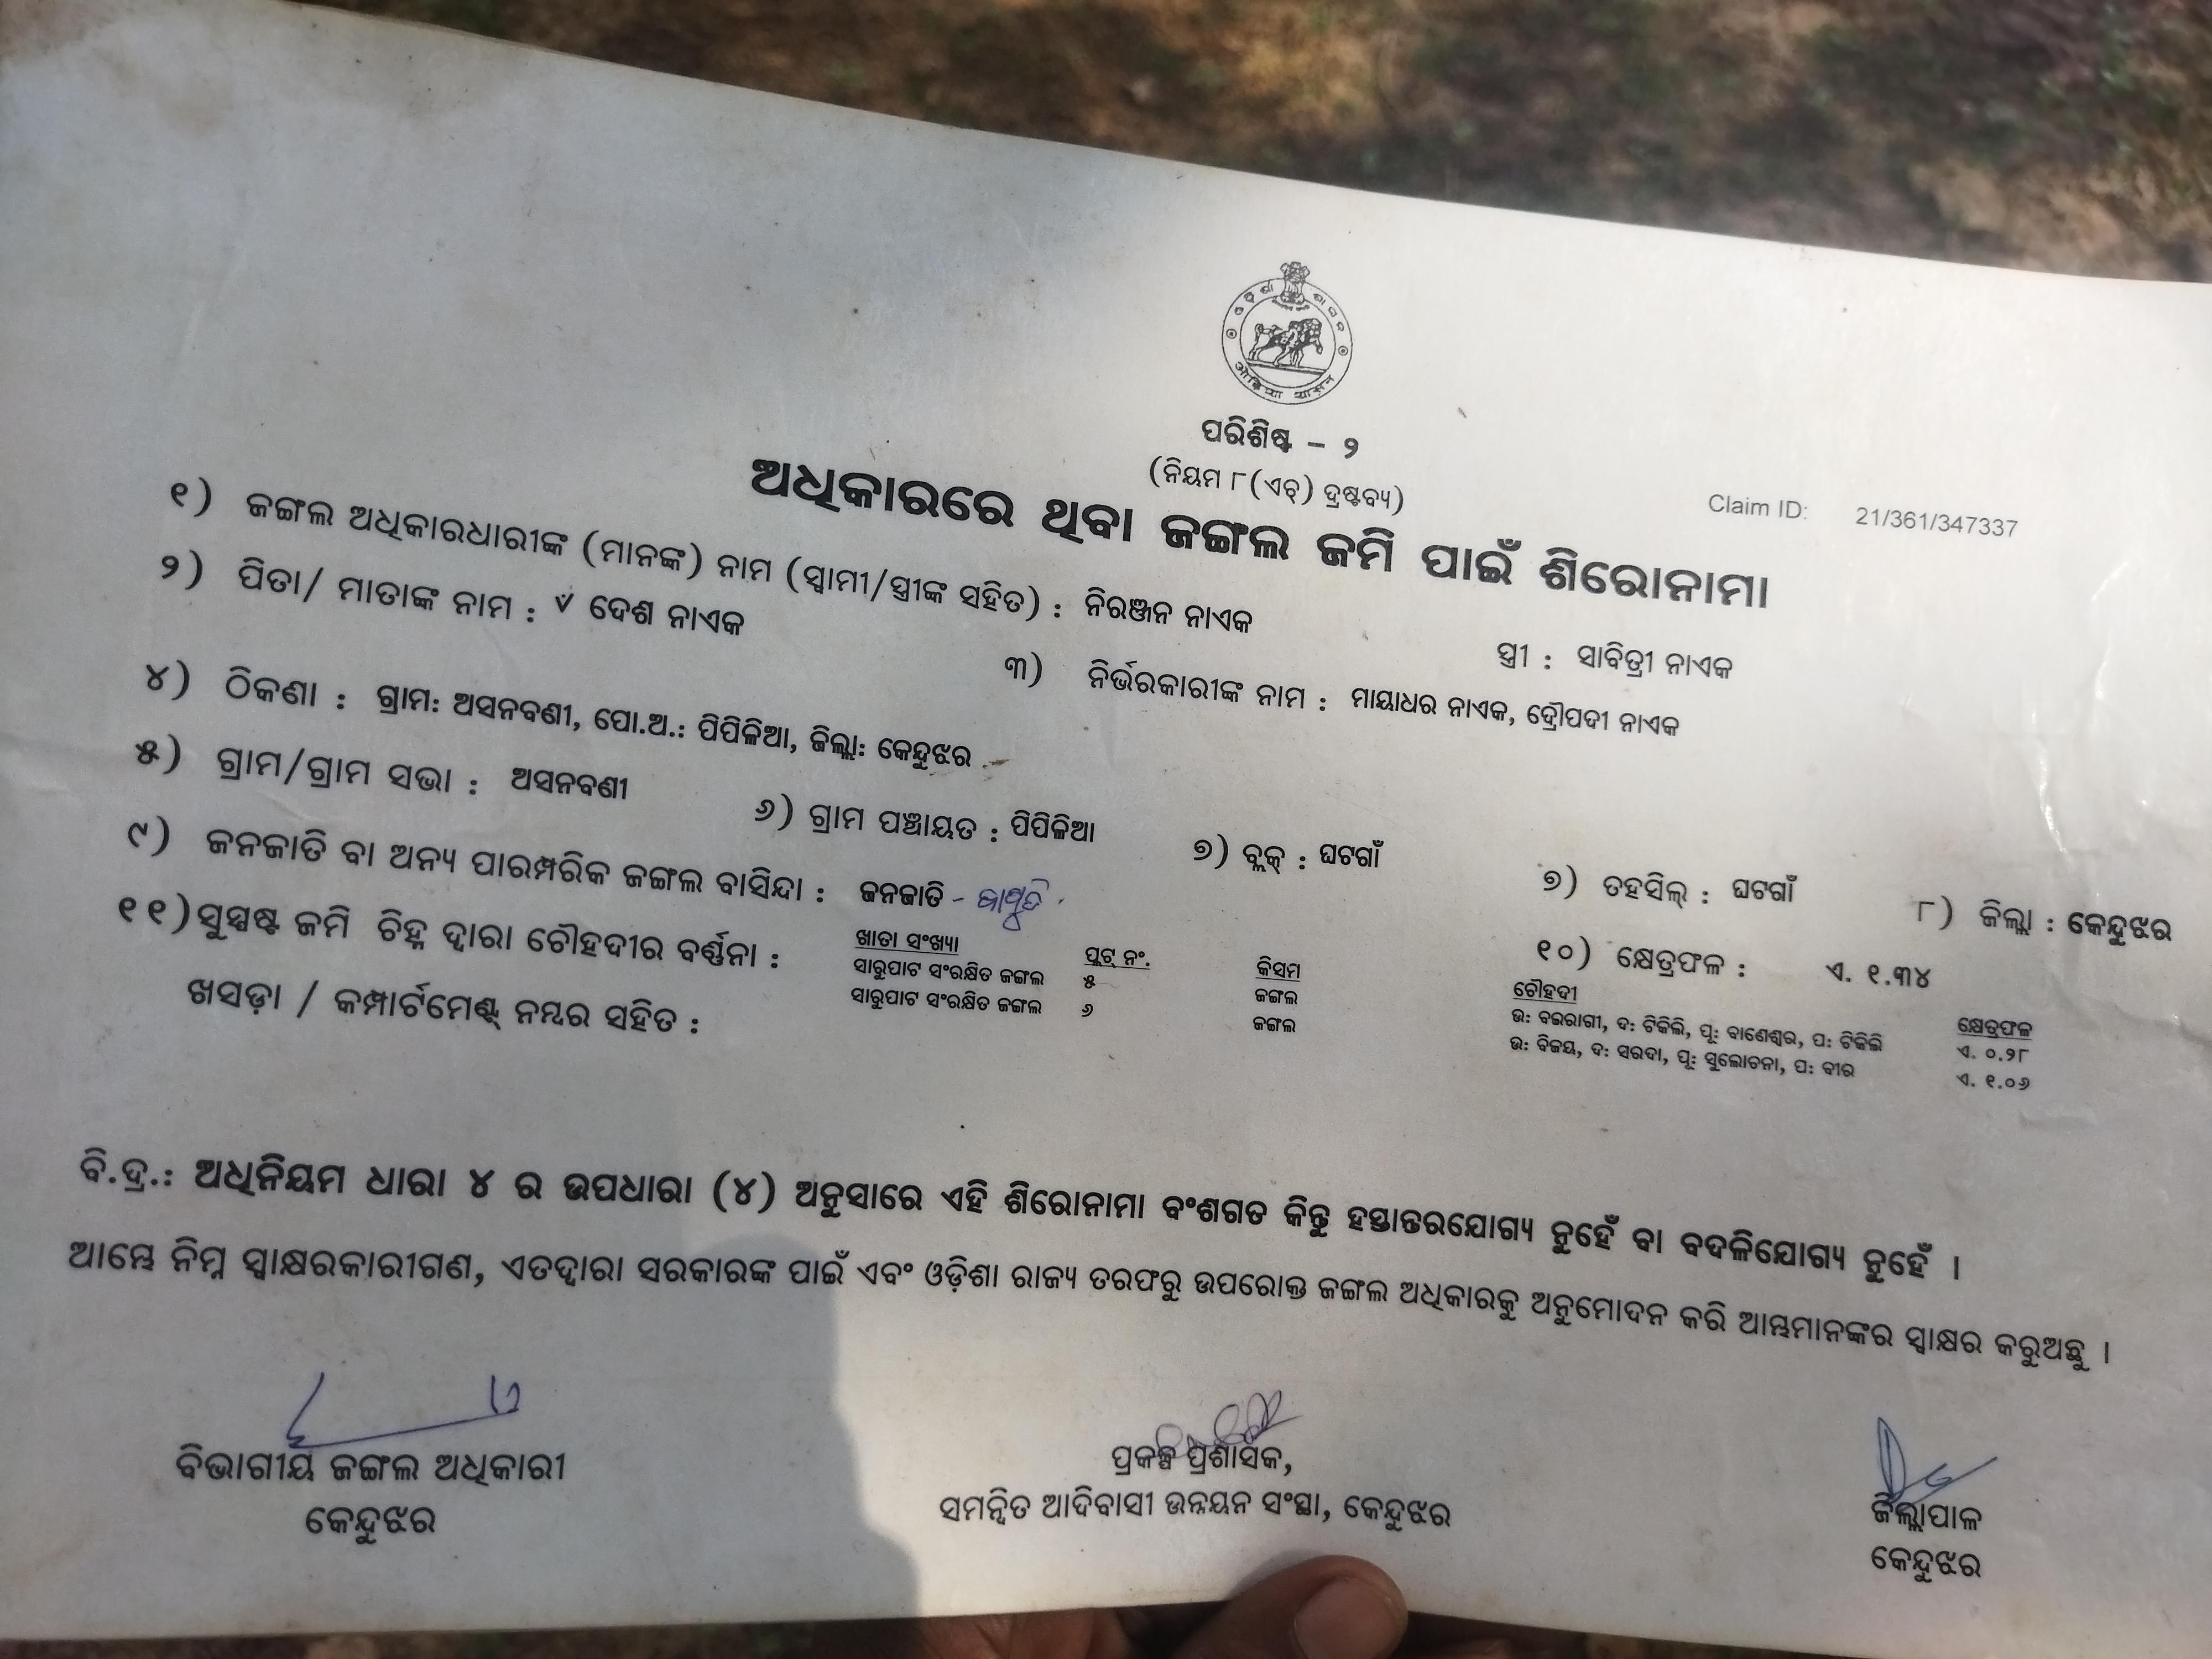 ଓଡ଼ିଶା ଶାସନ
ओड़िशा शासन
ପରିଶିଷ୍ଟ – ୨
(ନିୟମ ୮(ଏଚ୍) ଦ୍ରଷ୍ଟବ୍ୟ)
Claim ID: 21/361/347337
ଅଧିକାରରେ ଥିବା ଜଙ୍ଗଲ ଜମି ପାଇଁ ଶିରୋନାମା
୧) ଜଙ୍ଗଲ ଅଧିକାରଧାରୀଙ୍କ (ମାନଙ୍କ) ନାମ (ସ୍ୱାମୀ/ସ୍ତ୍ରୀଙ୍କ ସହିତ) : ନିରଞ୍ଜନ ନାଏକ ସ୍ତ୍ରୀ : ସାବିତ୍ରୀ ନାଏକ
୨) ପିତା/ ମାତାଙ୍କ ନାମ : ଦେଶ ନାଏକ ୩) ନିର୍ଭରକାରୀଙ୍କ ନାମ : ମାୟାଧର ନାଏକ, ଦ୍ରୌପଦୀ ନାଏକ
୪) ଠିକଣା : ଗ୍ରାମ: ଅସନବଣୀ, ପୋ.ଅ.: ପିପିଳିଆ, ଜିଲ୍ଲା: କେନ୍ଦୁଝର
୫) ଗ୍ରାମ/ଗ୍ରାମ ସଭା : ଅସନବଣୀ ୬) ଗ୍ରାମ ପଞ୍ଚାୟତ : ପିପିଳିଆ ୭) ବ୍ଲକ୍ : ଘଟଗାଁ ୭) ତହସିଲ୍ : ଘଟଗାଁ ୮) ଜିଲ୍ଲା : କେନ୍ଦୁଝର
୯) ଜନଜାତି ବା ଅନ୍ୟ ପାରମ୍ପରିକ ଜଙ୍ଗଲ ବାସିନ୍ଦା : ଜନଜାତି - ୧୦) କ୍ଷେତ୍ରଫଳ : ଏ. ୧.୩୪
୧୧) ସୁସ୍ପଷ୍ଟ ଜମି ଚିହ୍ନ ଦ୍ୱାରା ଚୌହଦୀର ବର୍ଣ୍ଣନା :
ଖସଡ଼ା / କମ୍ପାର୍ଟମେଣ୍ଟ୍ ନମ୍ବର ସହିତ :
ଖାତା ସଂଖ୍ୟା ପ୍ଲଟ୍ ନଂ. କିସମ ଚୌହଦୀ କ୍ଷେତ୍ରଫଳ
ସାରୁପାଟ ସଂରକ୍ଷିତ ଜଙ୍ଗଲ ୫ ଜଙ୍ଗଲ ଉ: ବଇରାଗୀ, ଦ: ଟିକିଲି, ପୂ: ବାଣେଶ୍ୱର, ପ: ଟିକିଲି ଏ. ୦.୨୮
ସାରୁପାଟ ସଂରକ୍ଷିତ ଜଙ୍ଗଲ ୬ ଜଙ୍ଗଲ ଉ: ବିଜୟ, ଦ: ସରଦା, ପୂ: ସୁଲୋଚନା, ପ: ବୀର ଏ. ୧.୦୬
ବି.ଦ୍ର.: ଅଧିନିୟମ ଧାରା ୪ ର ଉପଧାରା (୪) ଅନୁସାରେ ଏହି ଶିରୋନାମା ବଂଶଗତ କିନ୍ତୁ ହସ୍ତାନ୍ତରଯୋଗ୍ୟ ନୁହେଁ ବା ବଦଳିଯୋଗ୍ୟ ନୁହେଁ ।
ଆମ୍ଭେ ନିମ୍ନ ସ୍ୱାକ୍ଷରକାରୀଗଣ, ଏତଦ୍ୱାରା ସରକାରଙ୍କ ପାଇଁ ଏବଂ ଓଡ଼ିଶା ରାଜ୍ୟ ତରଫରୁ ଉପରୋକ୍ତ ଜଙ୍ଗଲ ଅଧିକାରକୁ ଅନୁମୋଦନ କରି ଆମ୍ଭମାନଙ୍କର ସ୍ୱାକ୍ଷର କରୁଅଛୁ ।
ବିଭାଗୀୟ ଜଙ୍ଗଲ ଅଧିକାରୀ
କେନ୍ଦୁଝର
ପ୍ରକଳ୍ପ ପ୍ରଶାସକ,
ସମନ୍ୱିତ ଆଦିବାସୀ ଉନ୍ନୟନ ସଂସ୍ଥା, କେନ୍ଦୁଝର
ଜିଲ୍ଲାପାଳ
କେନ୍ଦୁଝର